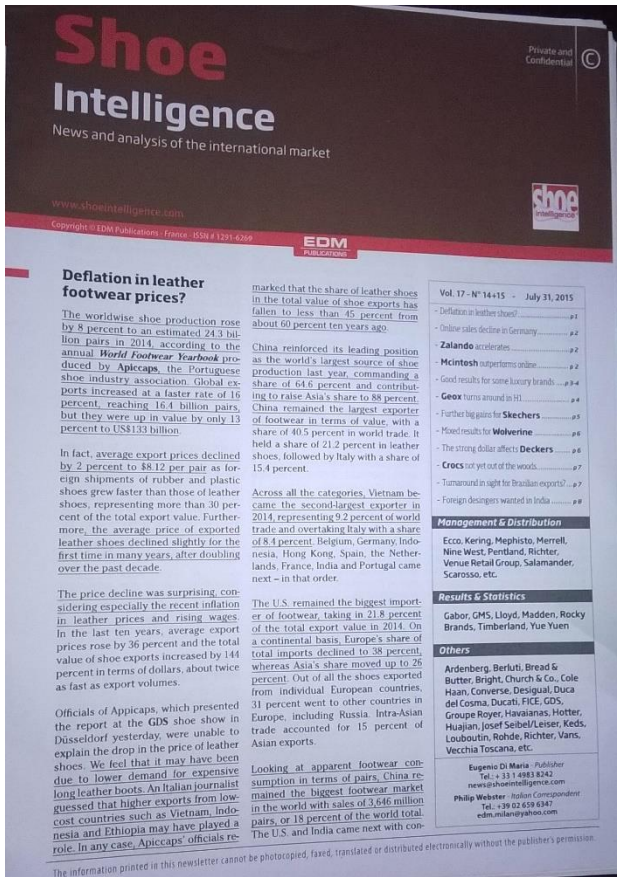 Shoe
Intelligence
News and analysis of the international market
Private and
Confidential
©
www.shoeintelligence.com
Copyright © EDM Publications - France - ISSN # 1291-6269
shoe
intelligence
EDM
PUBLICATIONS
Deflation in leather
footwear prices?
The worldwise shoe production rose
by 8 percent to an estimated 24.3 bil-
lion pairs in 2014, according to the
annual World Footwear Yearbook pro-
duced by Apiccaps, the Portuguese
shoe industry association. Global ex-
ports increased at a faster rate of 16
percent, reaching 16.4 billion pairs,
but they were up in value by only 13
percent to US$133 billion.
In fact, average export prices declined
by 2 percent to $8.12 per pair as for-
eign shipments of rubber and plastic
shoes grew faster than those of leather
shoes, representing more than 30 per-
cent of the total export value. Further-
more, the average price of exported
leather shoes declined slightly for the
first time in many years, after doubling
over the past decade.
The price decline was surprising, con-
sidering especially the recent inflation
in leather prices and rising wages.
In the last ten years, average export
prices rose by 36 percent and the total
value of shoe exports increased by 144
percent in terms of dollars, about twice
as fast as export volumes.
Officials of Appicaps, which presented
the report at the GDS shoe show in
Düsseldorf yesterday, were unable to
explain the drop in the price of leather
shoes. We feel that it may have been
due to lower demand for expensive
long leather boots. An Italian journalist
guessed that higher exports from low-
cost countries such as Vietnam, Indo-
nesia and Ethiopia may have played a
role. In any case, Apiccaps' officials re-
marked that the share of leather shoes
in the total value of shoe exports has
fallen to less than 45 percent from
about 60 percent ten years ago.
China reinforced its leading position
as the world's largest source of shoe
production last year, commanding a
share of 64.6 percent and contribut-
ing to raise Asia's share to 88 percent.
China remained the largest exporter
of footwear in terms of value, with a
share of 40.5 percent in world trade. It
held a share of 21.2 percent in leather
shoes, followed by Italy with a share of
15.4 percent.
Across all the categories, Vietnam be-
came the second-largest exporter in
2014, representing 9.2 percent of world
trade and overtaking Italy with a share
of 8.4 percent. Belgium, Germany, Indo-
nesia, Hong Kong, Spain, the Nether-
lands, France, India and Portugal came
next – in that order.
The U.S. remained the biggest import-
er of footwear, taking in 21.8 percent
of the total export value in 2014. On
a continental basis, Europe's share of
total imports declined to 38 percent,
whereas Asia's share moved up to 26
percent. Out of all the shoes exported
from individual European countries,
31 percent went to other countries in
Europe, including Russia. Intra-Asian
trade accounted for 15 percent of
Asian exports.
Looking at apparent footwear con-
sumption in terms of pairs, China re-
mained the biggest footwear market
in the world with sales of 3,646 million
pairs, or 18 percent of the world total.
The U.S. and India came next with con-
Vol. 17 - N° 14+15 - July 31, 2015
- Deflation in leather shoes? p1
- Online sales decline in Germany p2
- Zalando accelerates p2
- Mcintosh outperforms online p2
- Good results for some luxury brands p3-4
- Geox turns around in H1 p4
- Further big gains for Skechers p5
- Mixed results for Wolverine p6
- The strong dollar affects Deckers p6
- Crocs not yet out of the woods p7
- Turnaround in sight for Brazilian exports? p7
- Foreign desingers wanted in India p8
Management & Distribution
Ecco, Kering, Mephisto, Merrell,
Nine West, Pentland, Richter,
Venue Retail Group, Salamander,
Scarosso, etc.
Results & Statistics
Gabor, GMS, Lloyd, Madden, Rocky
Brands, Timberland, Yue Yuen
Others
Ardenberg, Berluti, Bread &
Butter, Bright, Church & Co., Cole
Haan, Converse, Desigual, Duca
del Cosma, Ducati, FICE, GDS,
Groupe Royer, Havaianas, Hotter,
Huajian, Josef Seibel/Leiser, Keds,
Louboutin, Rohde, Richter, Vans,
Vecchia Toscana, etc.
Eugenio Di Maria - Publisher
Tel.: + 33 1 4983 8242
news@shoeintelligence.com
Philip Webster - Italian Correspondent
Tel.: +39 02 659 6347
edm.milan@yahoo.com
The information printed in this newsletter cannot be photocopied, faxed, translated or distributed electronically without the publisher's permission.